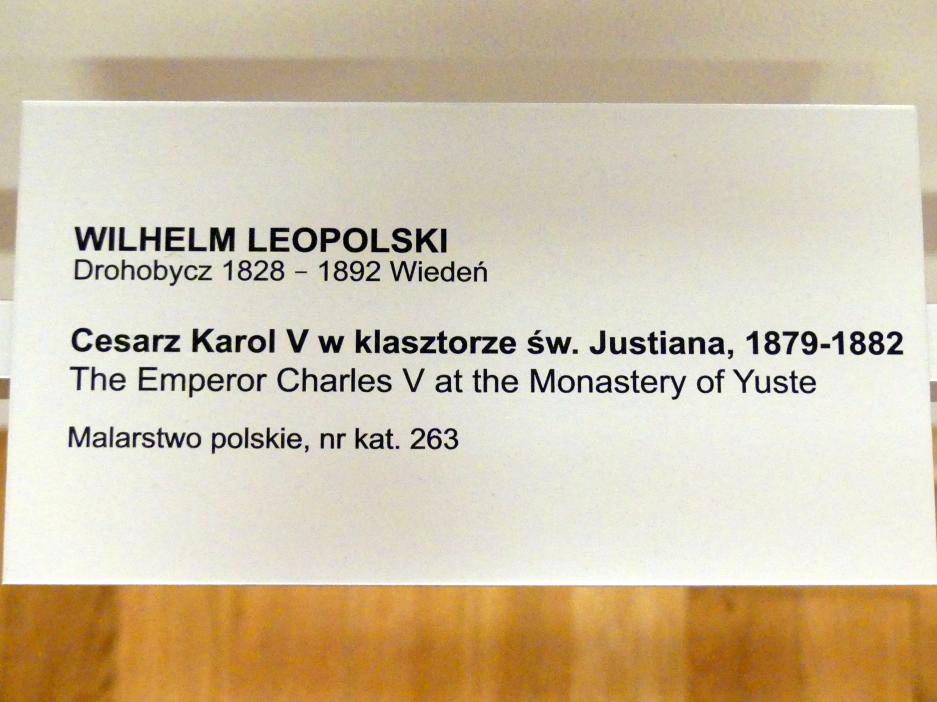 WILHELM LEOPOLSKI
Drohobycz 1828 – 1892 Wiedeń
Cesarz Karol V w klasztorze św. Justiana, 1879-1882
The Emperor Charles V at the Monastery of Yuste
Malarstwo polskie, nr kat. 263